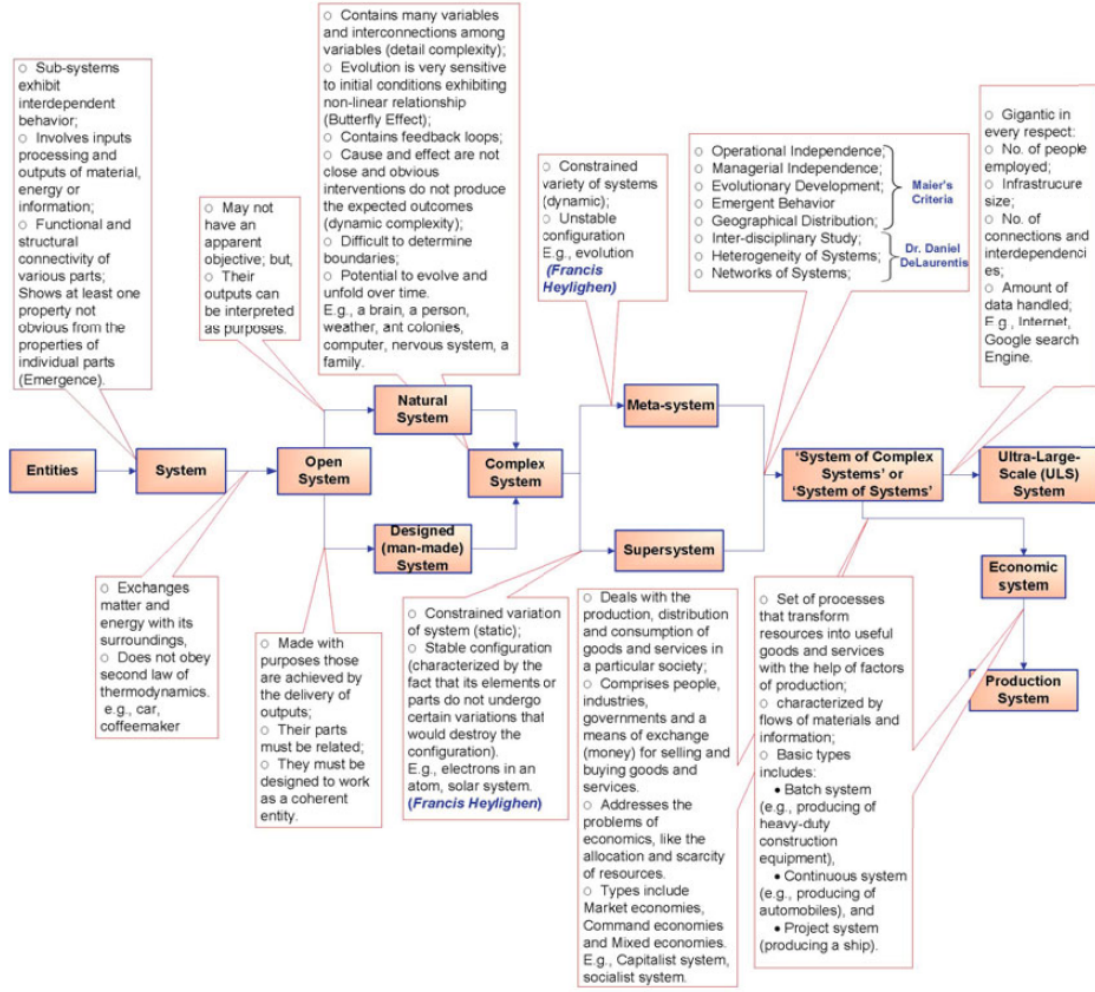 ○ Sub-systems
exhibit
interdependent
behavior;
○ Involves inputs
processing and
outputs of material,
energy or
information;
○ Functional and
structural
connectivity of
various parts;
Shows at least one
property not
obvious from the
properties of
individual parts
(Emergence).
○ May not
have an
apparent
objective; but,
○ Their
outputs can
be interpreted
as purposes.
○ Contains many variables
and interconnections among
variables (detail complexity);
○ Evolution is very sensitive
to initial conditions exhibiting
non-linear relationship
(Butterfly Effect);
○ Contains feedback loops;
○ Cause and effect are not
close and obvious
interventions do not produce
the expected outcomes
(dynamic complexity);
○ Difficult to determine
boundaries;
○ Potential to evolve and
unfold over time.
E.g., a brain, a person,
weather, ant colonies,
computer, nervous system, a
family.
○ Constrained
variety of systems
(dynamic);
○ Unstable
configuration
E.g., evolution
(Francis
Heylighen)
○ Operational Independence;
○ Managerial Independence;
○ Evolutionary Development;
○ Emergent Behavior
○ Geographical Distribution;
○ Inter-disciplinary Study;
○ Heterogeneity of Systems;
○ Networks of Systems;
Maier's
Criteria
Dr. Daniel
DeLaurentis
○ Gigantic in
every respect:
○ No. of people
employed;
○ Infrastrucure
size;
○ No. of
connections and
interdependenci
es;
○ Amount of
data handled;
E.g., Internet,
Google search
Engine.
Entities
System
Open
System
Natural
System
Designed
(man-made)
System
Complex
System
Meta-system
Supersystem
'System of Complex
Systems' or
'System of Systems'
Ultra-Large-
Scale (ULS)
System
Economic
system
Production
System
○ Exchanges
matter and
energy with its
surroundings,
○ Does not obey
second law of
thermodynamics.
e.g., car,
coffeemaker
○ Made with
purposes those
are achieved by
the delivery of
outputs;
○ Their parts
must be related;
○ They must be
designed to work
as a coherent
entity.
○ Constrained variation
of system (static);
○ Stable configuration
(characterized by the
fact that its elements or
parts do not undergo
certain variations that
would destroy the
configuration).
E.g., electrons in an
atom, solar system.
(Francis Heylighen)
○ Deals with the
production, distribution
and consumption of
goods and services in
a particular society;
○ Comprises people,
industries,
governments and a
means of exchange
(money) for selling and
buying goods and
services.
○ Addresses the
problems of
economics, like the
allocation and scarcity
of resources.
○ Types include
Market economies,
Command economies
and Mixed economies.
E.g., Capitalist system,
socialist system.
○ Set of processes
that transform
resources into useful
goods and services
with the help of factors
of production;
○ characterized by
flows of materials and
information;
○ Basic types
includes:
• Batch system
(e.g., producing of
heavy-duty
construction
equipment),
• Continuous system
(e.g., producing of
automobiles), and
• Project system
(producing a ship).